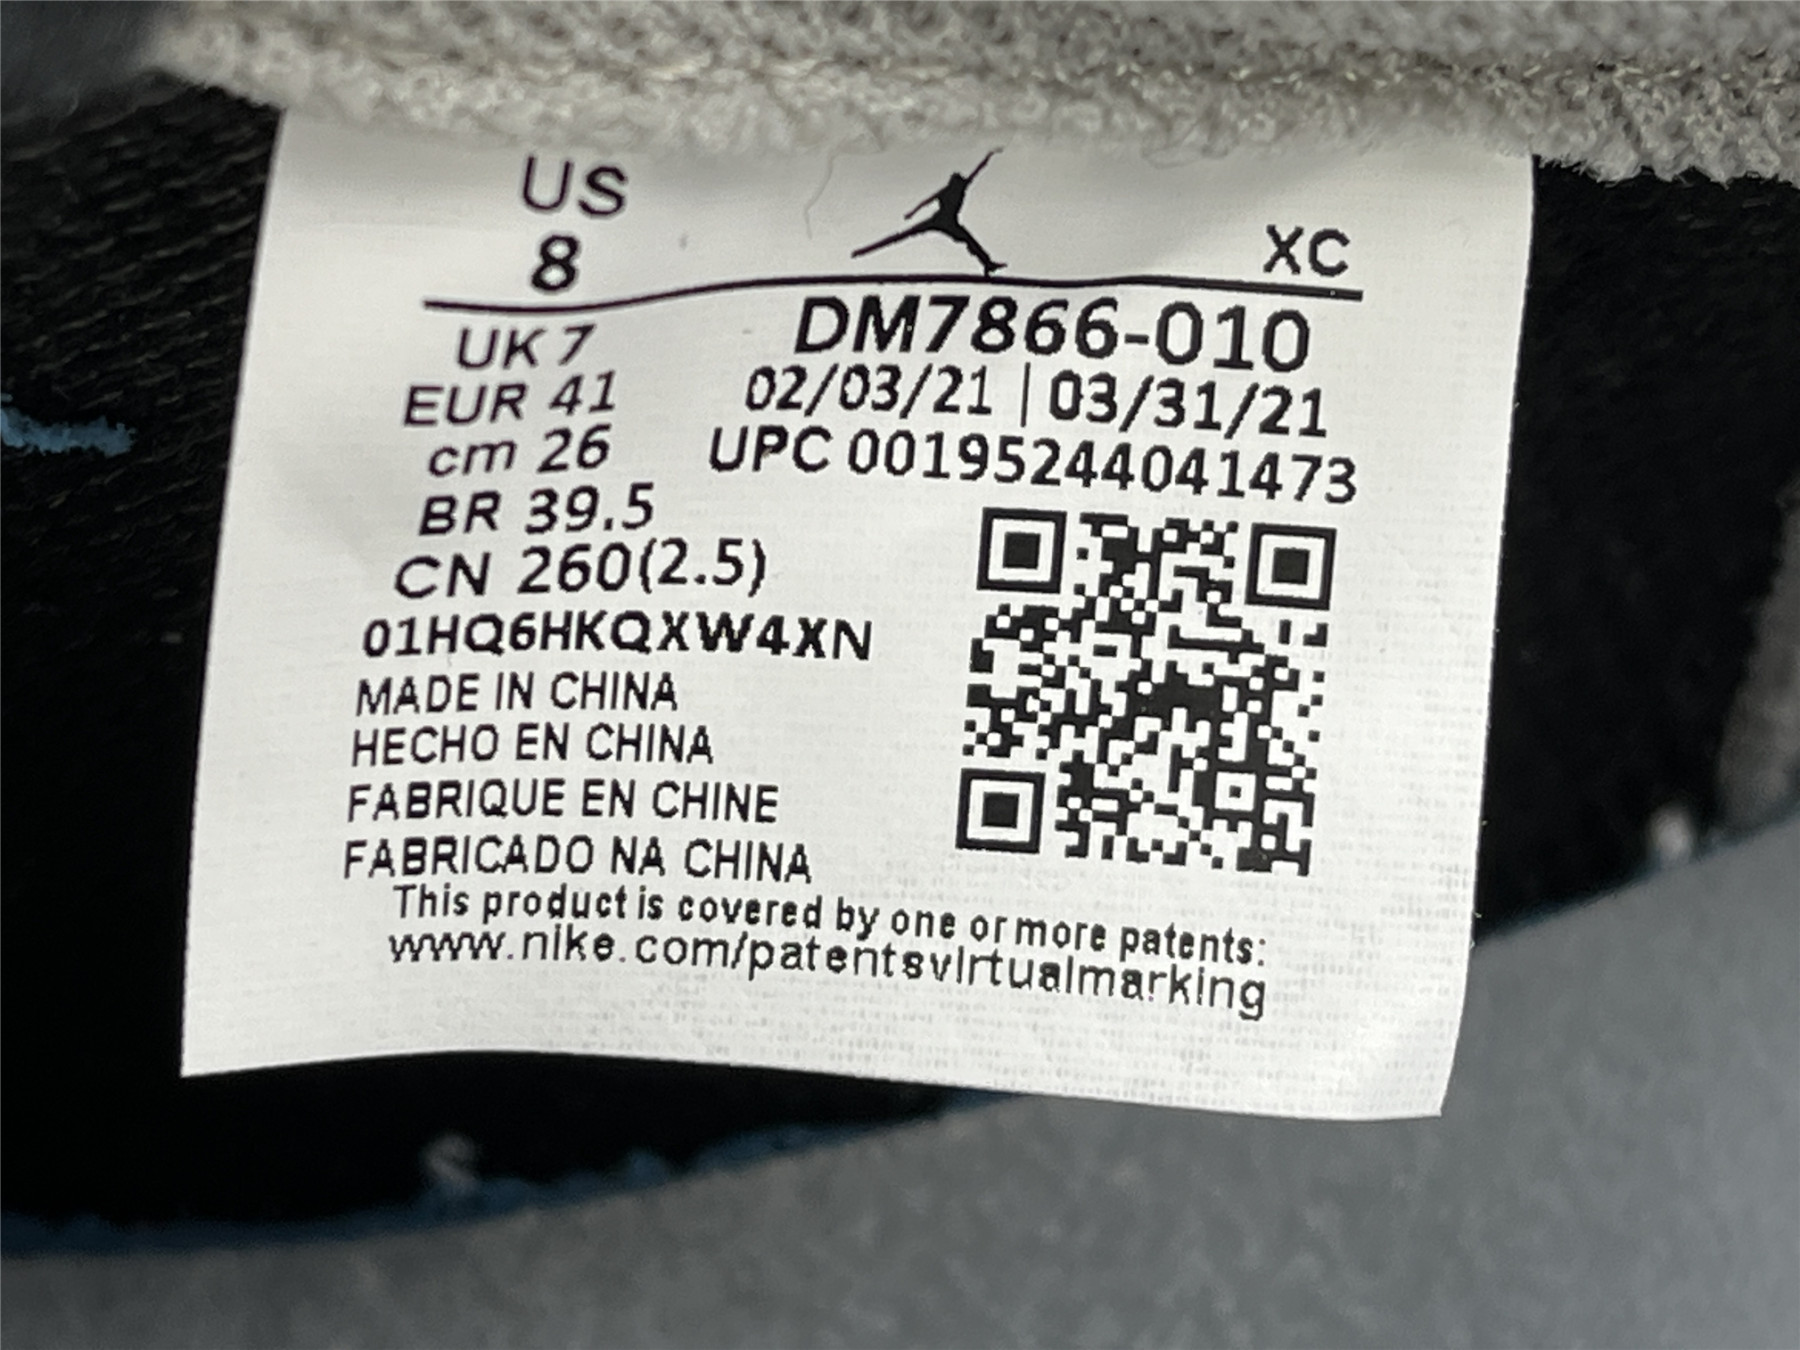 US
8
XC
UK 7
EUR 41
cm 26
BR 39.5
CN 260(2.5)
DM7866-010
02/03/21 | 03/31/21
UPC 00195244041473
01HQ6HKQXW4XN
MADE IN CHINA
HECHO EN CHINA
FABRIQUE EN CHINE
FABRICADO NA CHINA
This product is covered by one or more patents:
www.nike.com/patentsvirtualmarking